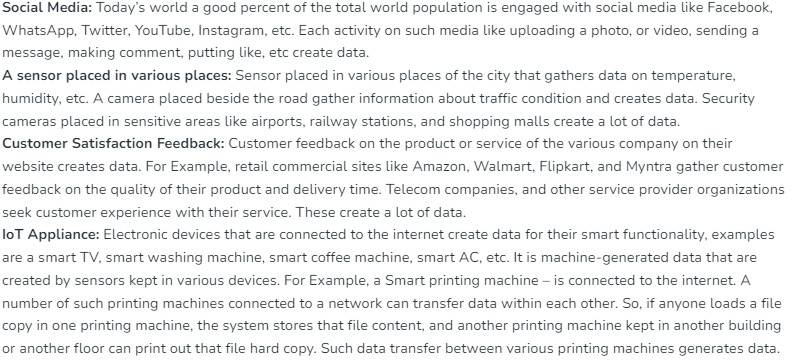 Social Media: Today's world a good percent of the total world population is engaged with social media like Facebook,
WhatsApp, Twitter, YouTube, Instagram, etc. Each activity on such media like uploading a photo, or video, sending a
message, making comment, putting like, etc create data.
A sensor placed in various places: Sensor placed in various places of the city that gathers data on temperature,
humidity, etc. A camera placed beside the road gather information about traffic condition and creates data. Security
cameras placed in sensitive areas like airports, railway stations, and shopping malls create a lot of data.
Customer Satisfaction Feedback: Customer feedback on the product or service of the various company on their
website creates data. For Example, retail commercial sites like Amazon, Walmart, Flipkart, and Myntra gather customer
feedback on the quality of their product and delivery time. Telecom companies, and other service provider organizations
seek customer experience with their service. These create a lot of data.
IoT Appliance: Electronic devices that are connected to the internet create data for their smart functionality, examples
are a smart TV, smart washing machine, smart coffee machine, smart AC, etc. It is machine-generated data that are
created by sensors kept in various devices. For Example, a Smart printing machine – is connected to the internet. A
number of such printing machines connected to a network can transfer data within each other. So, if anyone loads a file
copy in one printing machine, the system stores that file content, and another printing machine kept in another building
or another floor can print out that file hard copy. Such data transfer between various printing machines generates data.